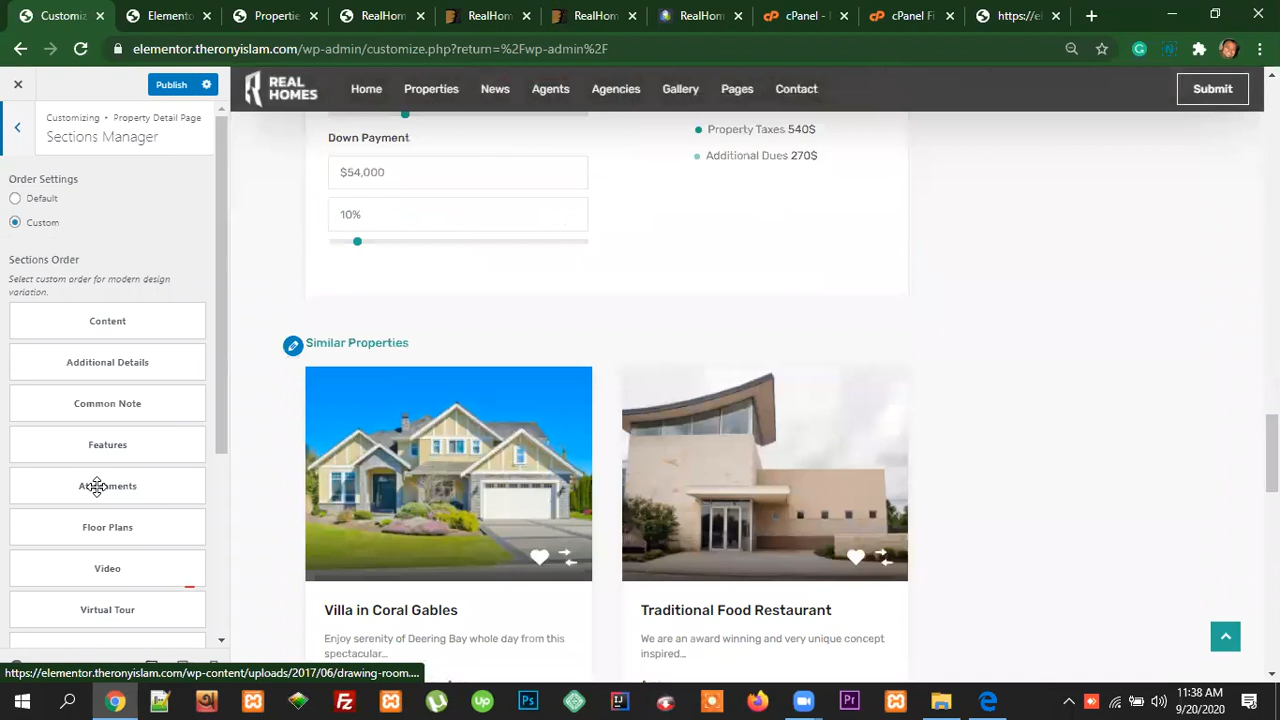 (5) RealH
Elemento
Propertie
RealHom
RealHom
RealHom
RealHom
cPanel - I
cPanel Fi
https://el
elementor.theronyislam.com/wp-admin/customize.php?return=%2Fwp-admin%2F
Publish
Customizing • Property Detail Page
Sections Manager
Order Settings
Default
Custom
Sections Order
Select custom order for modern design
variation.
Content
Additional Details
Common Note
Features
Floor Plans
Video
Virtual Tour
REAL
HOMES
Home
Properties
News
Agents
Agencies
Gallery
Pages
Contact
Submit
Down Payment
$54,000
10%
Property Taxes 540$
Additional Dues 270$
Similar Properties
Villa in Coral Gables
Enjoy serenity of Deering Bay whole day from this
spectacular...
Traditional Food Restaurant
We are an award winning and very unique concept
inspired...
https://elementor.theronyislam.com/wp-content/uploads/2017/06/drawing-room....
11:38 AM
9/20/2020